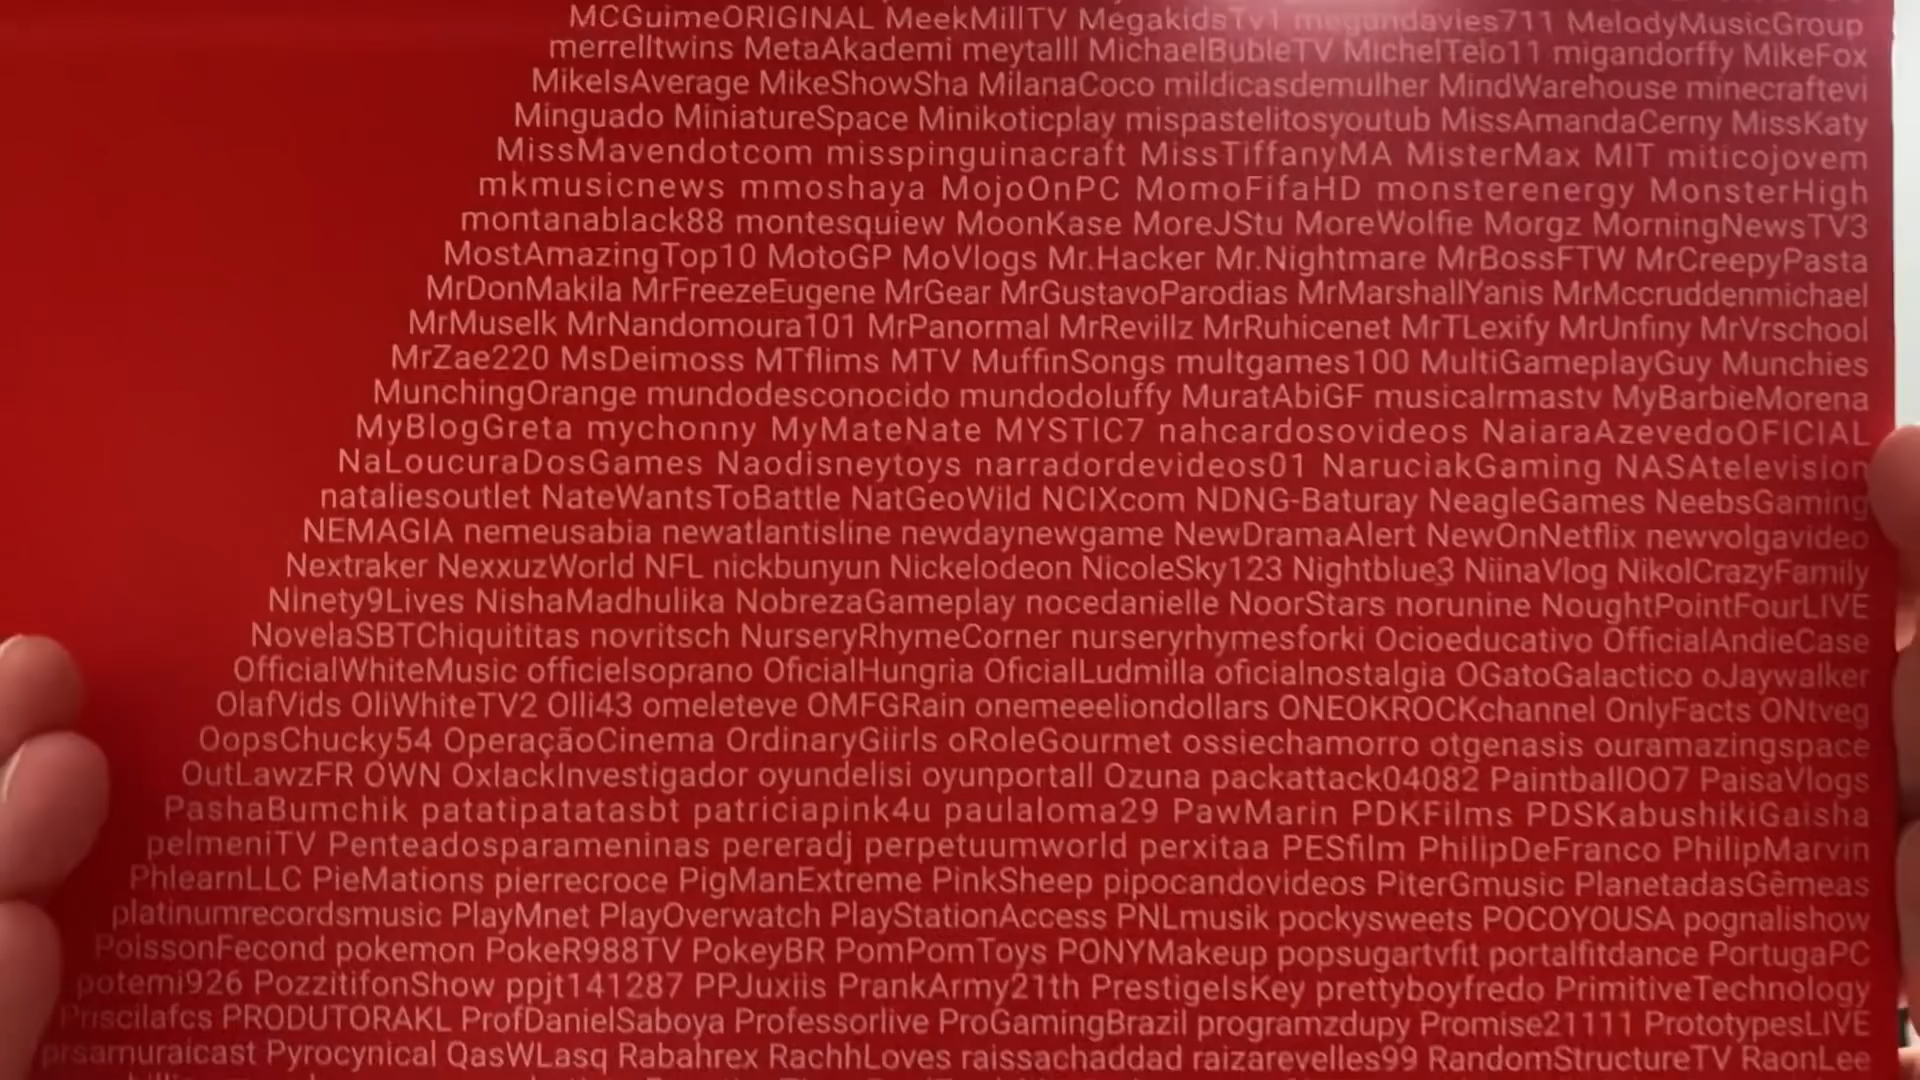 MCGuimeORIGINAL MeekMillTV MegakidsTv1 megandavies711 MelodyMusicGroup
merrelltwins MetaAkademi meytalll MichaelBubleTV MichelTelo11 migandorffy MikeFox
MikeIsAverage MikeShowSha MilanaCoco mildicasdemulher MindWarehouse minecraftevi
Minguado MiniatureSpace Minikoticplay mispastelitosyoutub MissAmandaCerny MissKaty
MissMavendotcom misspinguinacraft MissTiffanyMA MisterMax MIT miticojovem
mkmusicnews mmoshaya MojoOnPC MomoFifaHD monsterenergy MonsterHigh
montanablack88 montesquiew MoonKase MoreJStu MoreWolfie Morgz MorningNewsTV3
MostAmazingTop10 MotoGP MoVlogs Mr.Hacker Mr.Nightmare MrBossFTW MrCreepyPasta
MrDonMakila MrFreezeEugene MrGear MrGustavoParodias MrMarshallYanis MrMccruddenmichael
MrMuselk MrNandomoura101 MrPanormal MrRevillz MrRuhicenet MrTLexify MrUnfiny MrVrschool
MrZae220 MsDeimoss MTflims MTV MuffinSongs multgames100 MultiGameplayGuy Munchies
MunchingOrange mundodesconocido mundodoluffy MuratAbiGF musicalrmastv MyBarbieMorena
MyBlogGreta mychonny MyMateNate MYSTIC7 nahcardosovideos NaiaraAzevedoOFICIAL
NaLoucuraDosGames Naodisneytoys narradordevideos01 NaruciakGaming NASAtelevision
nataliesoutlet NateWantsToBattle NatGeoWild NCIXcom NDNG-Baturay NeagleGames NeebsGaming
NEMAGIA nemeusabia newatlantisline newdaynewgame NewDramaAlert NewOnNetflix newvolgavideo
Nextraker NexxuzWorld NFL nickbunyun Nickelodeon NicoleSky123 Nightblue3 NiinaVlog NikolCrazyFamily
NInety9Lives NishaMadhulika NobrezaGameplay nocedanielle NoorStars norunine NoughtPointFourLIVE
NovelaSBTChiquititas novritsch NurseryRhymeCorner nurseryrhymesforki Ocioeducativo OfficialAndieCase
OfficialWhiteMusic officielsoprano OficialHungria OficialLudmilla oficialnostalgia OGatoGalactico oJaywalker
OlafVids OliWhiteTV2 Olli43 omeleteve OMFGRain onemeeeliondollars ONEOKROCKchannel OnlyFacts ONtveg
OopsChucky54 OperaçãoCinema OrdinaryGiirls oRoleGourmet ossiechamorro otgenasis ouramazingspace
OutLawzFR OWN OxlackInvestigador oyundelisi oyunportall Ozuna packattack04082 PaintballOO7 PaisaVlogs
PashaBumchik patatipatatasbt patriciapink4u paulaloma29 PawMarin PDKFilms PDSKabushikiGaisha
pelmeniTV Penteadosparameninas pereradj perpetuumworld perxitaa PESfilm PhilipDeFranco PhilipMarvin
PhlearnLLC PieMations pierrecroce PigManExtreme PinkSheep pipocandovideos PiterGmusic PlanetadasGêmeas
platinumrecordsmusic PlayMnet PlayOverwatch PlayStationAccess PNLmusik pockysweets POCOYOUSA pognalishow
PoissonFecond pokemon PokeR988TV PokeyBR PomPomToys PONYMakeup popsugartvfit portalfitdance PortugaPC
potemi926 PozzitifonShow ppjt141287 PPJuxiis PrankArmy21th PrestigeIsKey prettyboyfredo PrimitiveTechnology
Priscilafcs PRODUTORAKL ProfDanielSaboya Professorlive ProGamingBrazil programzdupy Promise21111 PrototypesLIVE
prsamuraicast Pyrocynical QasWLasq Rabahrex RachhLoves raissachaddad raizarevelles99 RandomStructureTV RaonLee